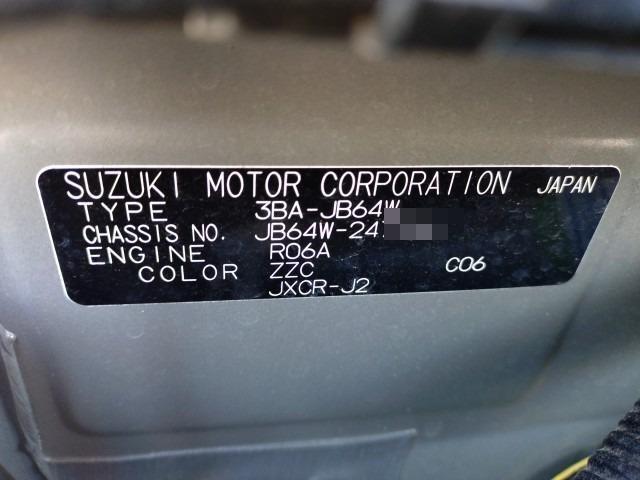 SUZUKI MOTOR CORPORATION JAPAN
TYPE 3BA-JB64W
CHASSIS NO. JB64W-24
ENGINE R06A
COLOR ZZC C06
JXCR-J2